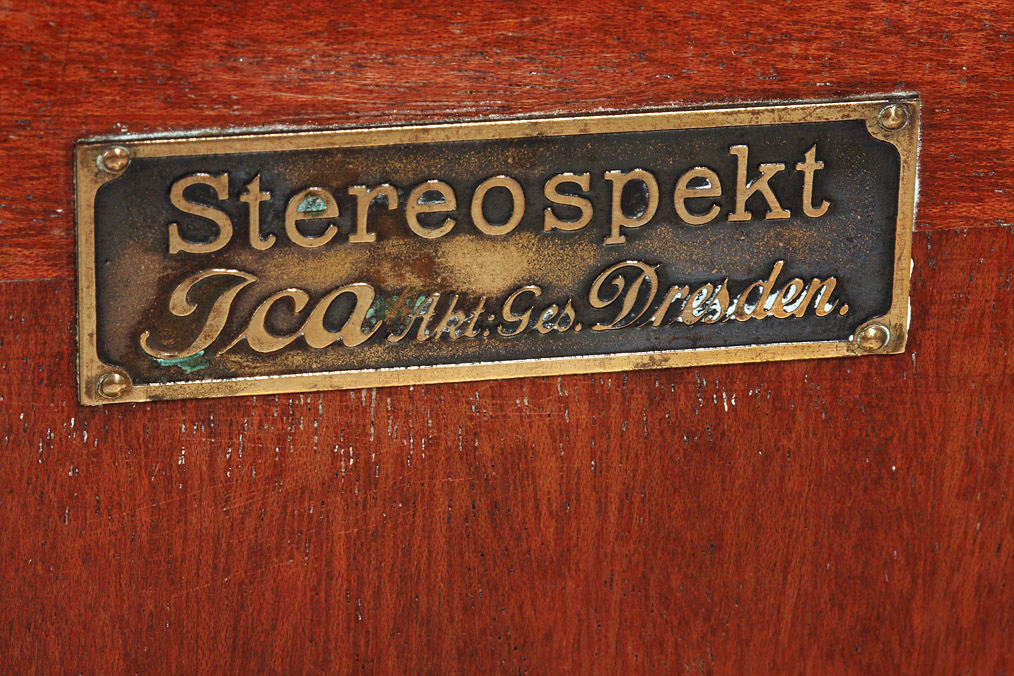 Stereospekt
Ica Akt:Ges. Dresden.